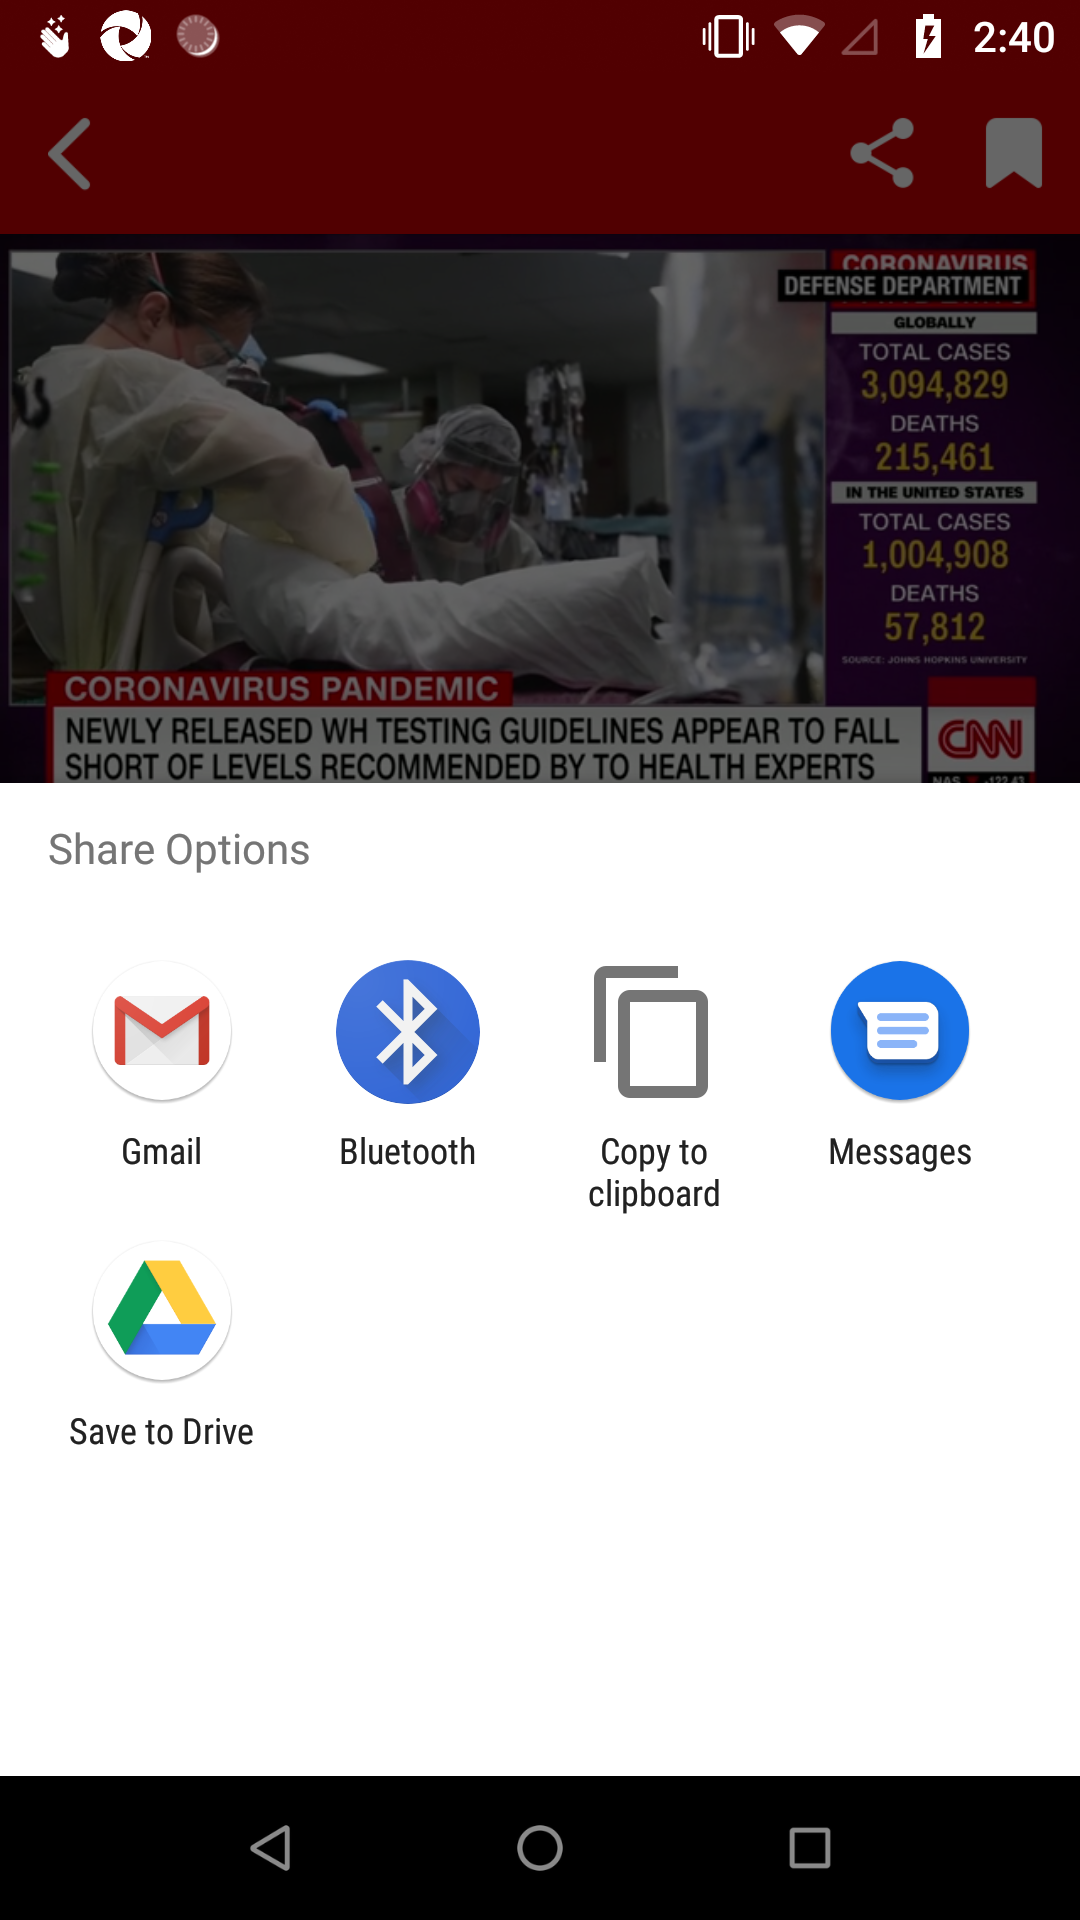 2:40
CORONAVIRUS
DEFENSE DEPARTMENT
GLOBALLY
TOTAL CASES
3,094,829
DEATHS
215,461
IN THE UNITED STATES
TOTAL CASES
1,004,908
DEATHS
57,812
SOURCE: JOHNS HOPKINS UNIVERSITY
CORONAVIRUS PANDEMIC
NEWLY RELEASED WH TESTING GUIDELINES APPEAR TO FALL
SHORT OF LEVELS RECOMMENDED BY TO HEALTH EXPERTS
CNN
NAS -122.43
Share Options
Gmail
Bluetooth
Copy to
clipboard
Messages
Save to Drive